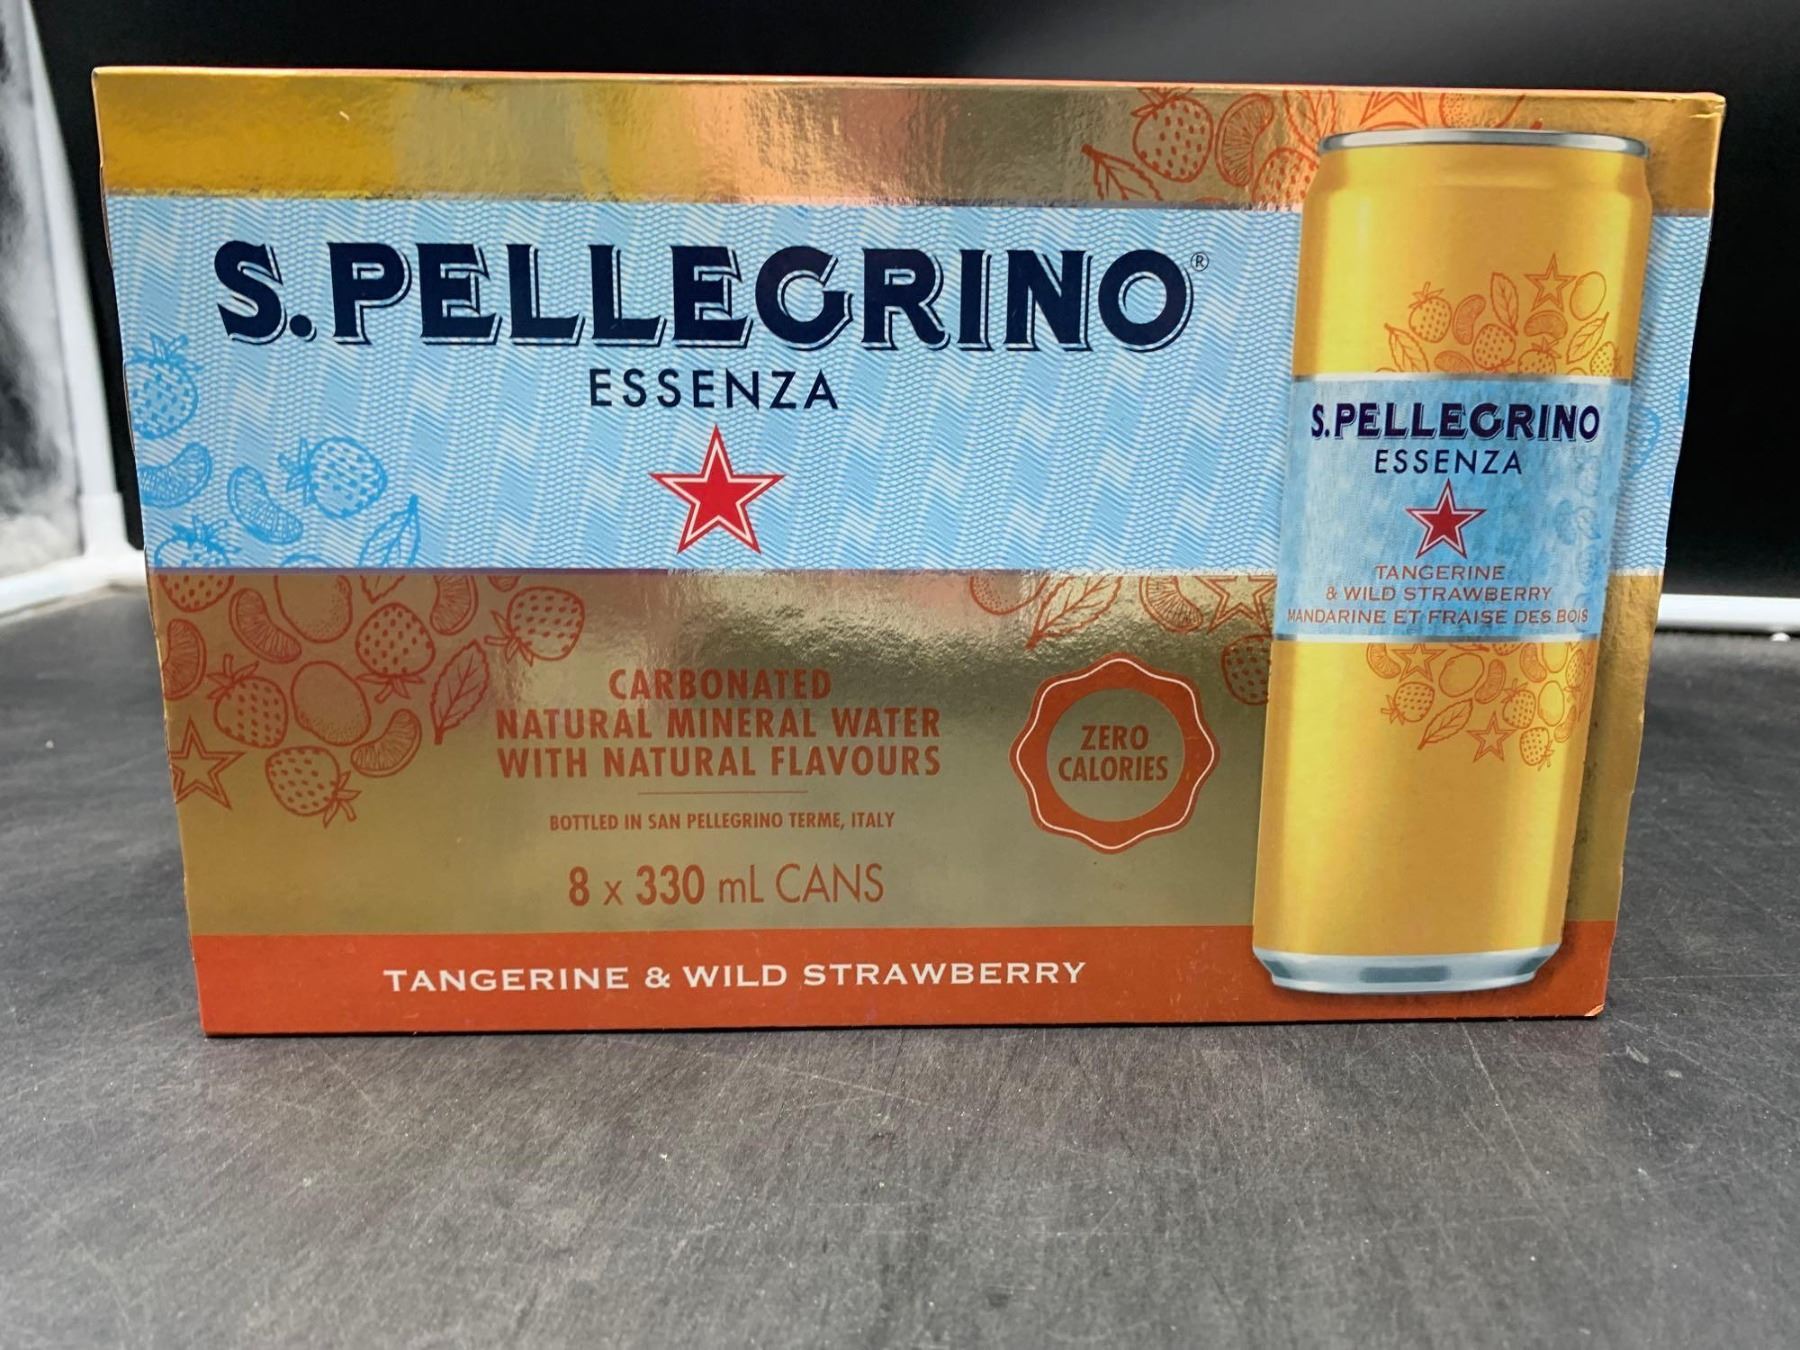 S.PELLEGRINO®
ESSENZA
CARBONATED
NATURAL MINERAL WATER
WITH NATURAL FLAVOURS
BOTTLED IN SAN PELLEGRINO TERME, ITALY
8 x 330 mL CANS
ZERO
CALORIES
TANGERINE & WILD STRAWBERRY
S.PELLEGRINO
ESSENZA
TANGERINE
& WILD STRAWBERRY
MANDARINE ET FRAISE DES BOIS